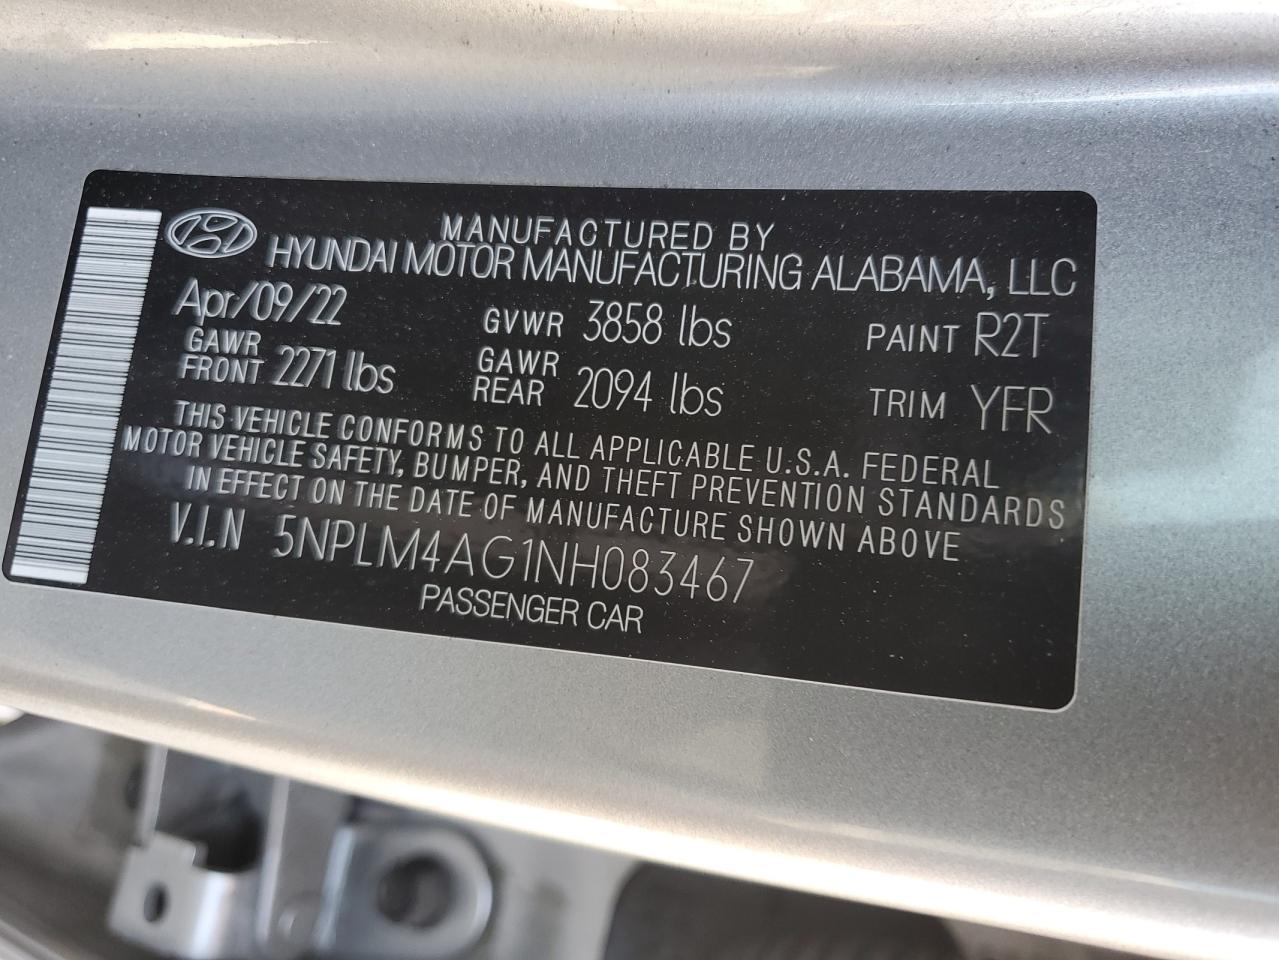 MANUFACTURED BY
HYUNDAI MOTOR MANUFACTURING ALABAMA, LLC
Apr/09/22 GVWR 3858 lbs PAINT R2T
GAWR FRONT 2271 lbs GAWR REAR 2094 lbs TRIM YFR
THIS VEHICLE CONFORMS TO ALL APPLICABLE U.S.A. FEDERAL
MOTOR VEHICLE SAFETY, BUMPER, AND THEFT PREVENTION STANDARDS
IN EFFECT ON THE DATE OF MANUFACTURE SHOWN ABOVE
V.I.N 5NPLM4AG1NH083467
PASSENGER CAR